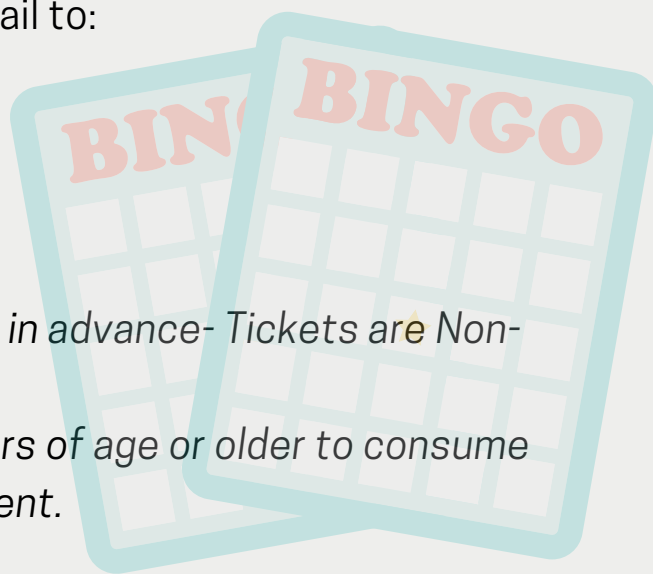 ail to:
BINGO
BIN
in advance- Tickets are Non-
rs of age or older to consume
ent.